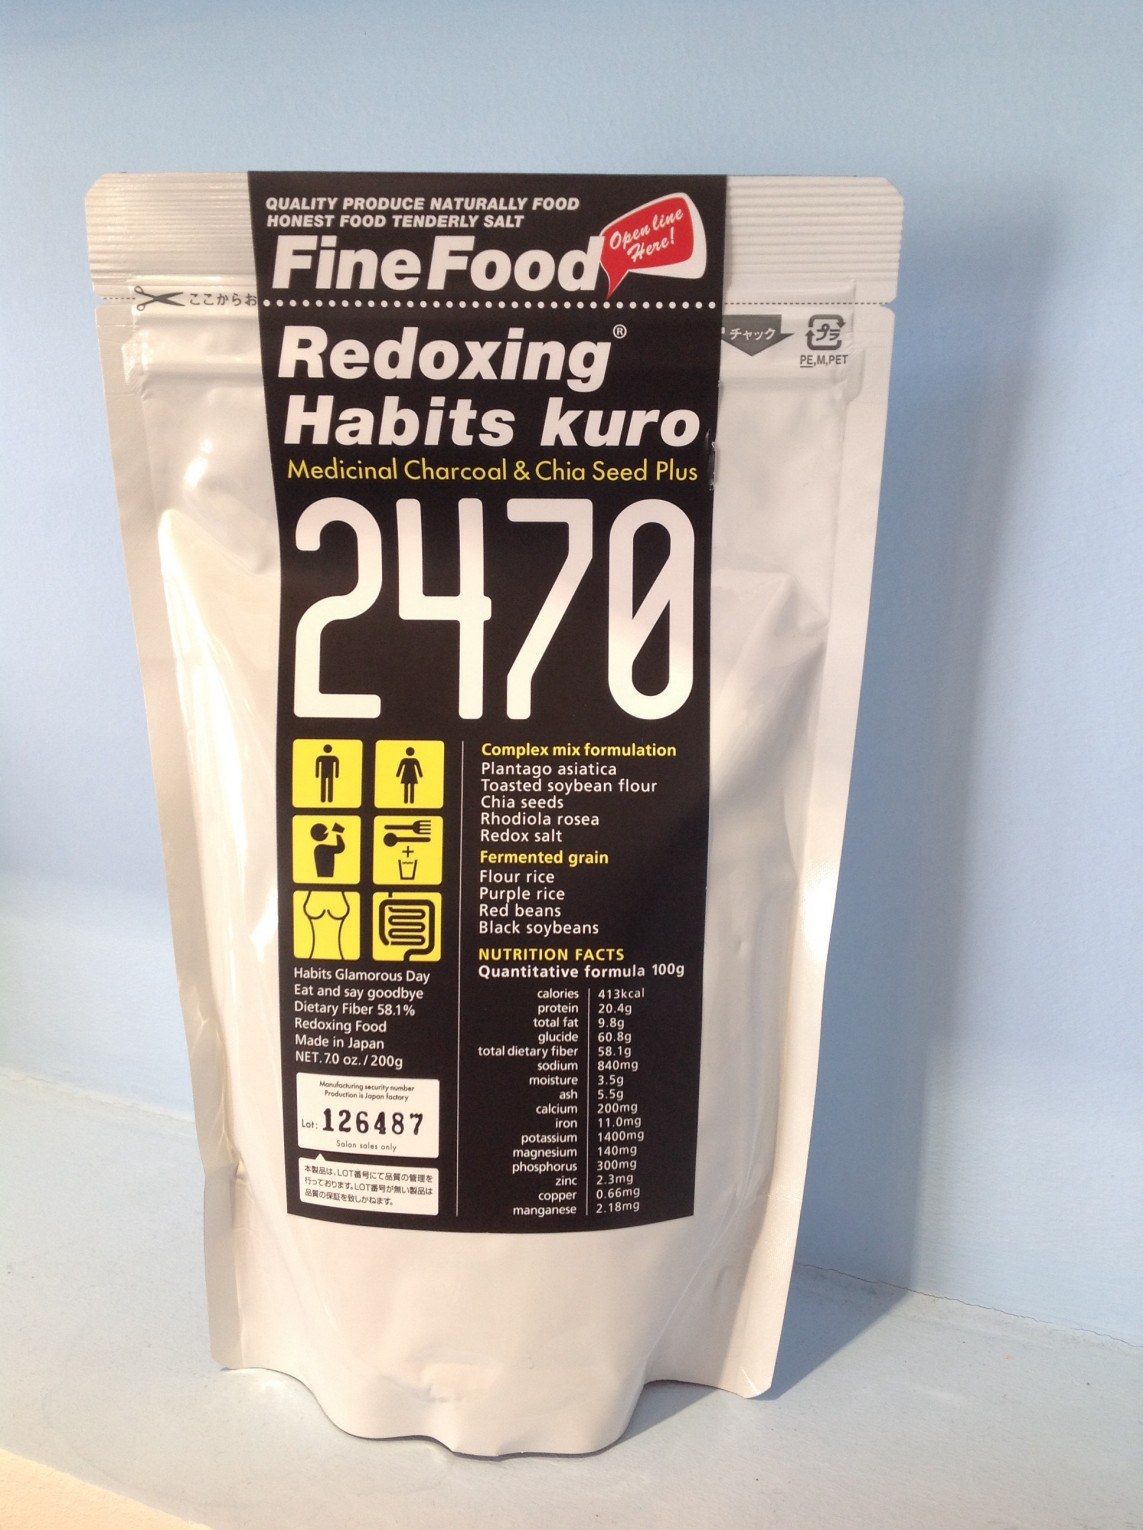 QUALITY PRODUCE NATURALLY FOOD
HONEST FOOD TENDERLY SALT
FineFood
Open line
Here!
ここからお
Redoxing®
チャック
プラ
PE,M,PET
Habits kuro
Medicinal Charcoal & Chia Seed Plus
2470
Complex mix formulation
Plantago asiatica
Toasted soybean flour
Chia seeds
Rhodiola rosea
Redox salt
Fermented grain
Flour rice
Purple rice
Red beans
Black soybeans
NUTRITION FACTS
Quantitative formula 100g
calories 413kcal
protein 20.4g
total fat 9.8g
glucide 60.8g
total dietary fiber 58.1g
sodium 840mg
moisture 3.5g
ash 5.5g
calcium 200mg
iron 11.0mg
potassium 1400mg
magnesium 140mg
phosphorus 300mg
zinc 2.3mg
copper 0.66mg
manganese 2.18mg
Habits Glamorous Day
Eat and say goodbye
Dietary Fiber 58.1%
Redoxing Food
Made in Japan
NET.7.0 oz./200g
Manufacturing security number
Production is Japan factory
Lot: 126487
Salon sales only
本製品は、LOT番号にて品質の管理を
行っております。LOT番号が無い製品は
品質の保証を致しかねます。